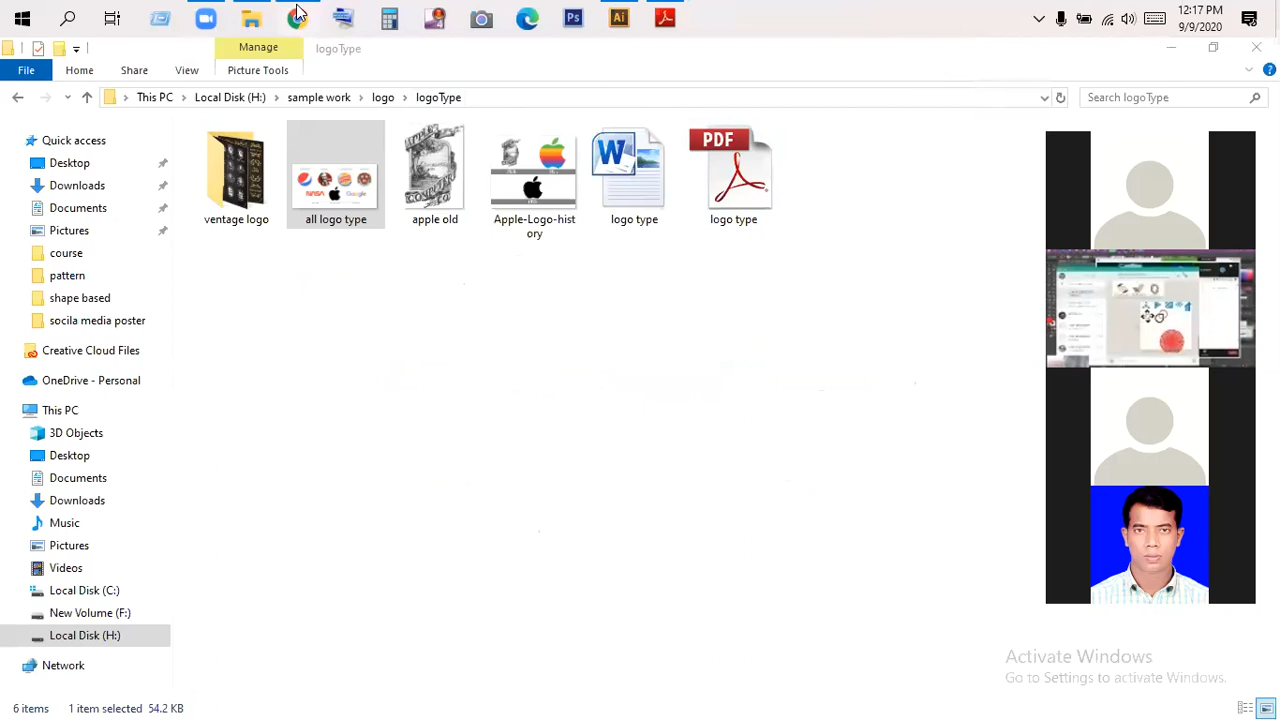 12:17 PM
9/9/2020
Manage
logoType
File
Home
Share
View
Picture Tools
This PC
Local Disk (H:)
sample work
logo
logoType
Search logoType
Quick access
Desktop
Downloads
Documents
Pictures
course
pattern
shape based
socila media poster
Creative Cloud Files
OneDrive - Personal
This PC
3D Objects
Desktop
Documents
Downloads
Music
Pictures
Videos
Local Disk (C:)
New Volume (F:)
Local Disk (H:)
Network
NASA
Google
PDF
ventage logo
all logo type
apple old
Apple-Logo-hist
ory
logo type
logo type
Activate Windows
Go to Settings to activate Windows.
6 items
1 item selected 54.2 KB